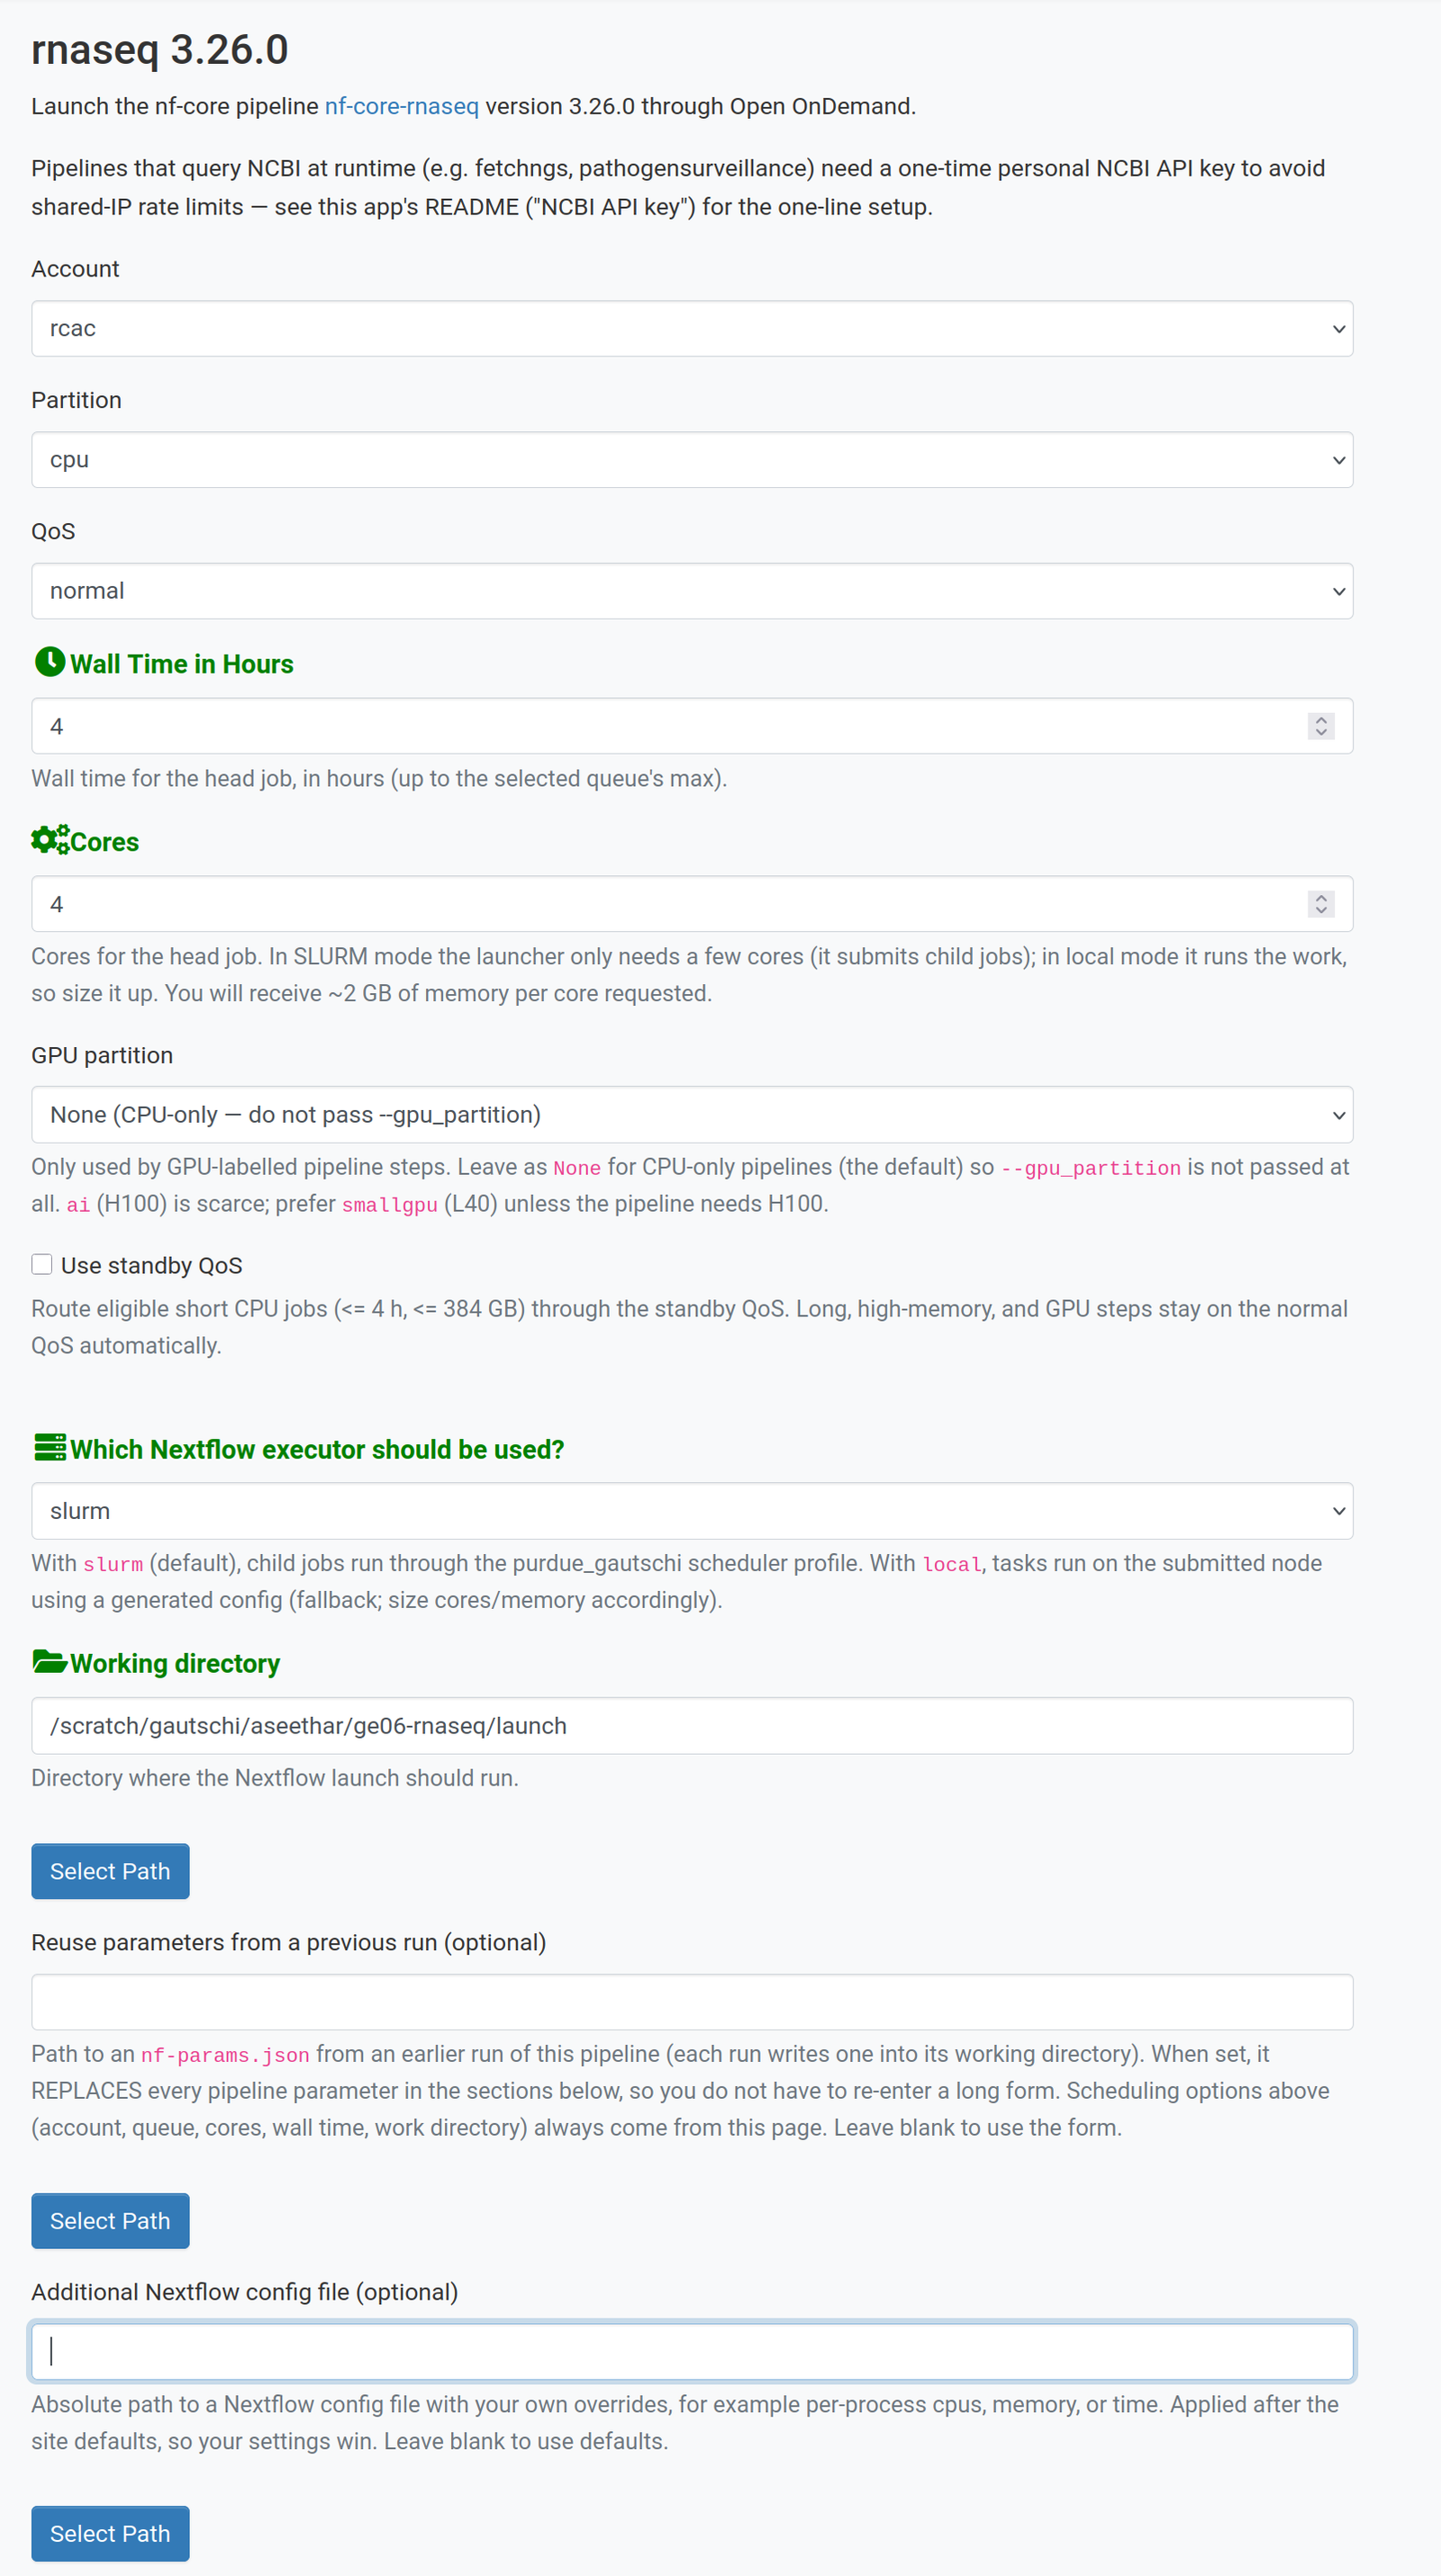 rnaseq 3.26.0
Launch the nf-core pipeline nf-core-rnaseq version 3.26.0 through Open OnDemand.
Pipelines that query NCBI at runtime (e.g. fetchngs, pathogensurveillance) need a one-time personal NCBI API key to avoid
shared-IP rate limits — see this app's README ("NCBI API key") for the one-line setup.
Account
rcac
Partition
cpu
QoS
normal
Wall Time in Hours
4
Wall time for the head job, in hours (up to the selected queue's max).
Cores
4
Cores for the head job. In SLURM mode the launcher only needs a few cores (it submits child jobs); in local mode it runs the work,
so size it up. You will receive ~2 GB of memory per core requested.
GPU partition
None (CPU-only — do not pass --gpu_partition)
Only used by GPU-labelled pipeline steps. Leave as None for CPU-only pipelines (the default) so --gpu_partition is not passed at
all. ai (H100) is scarce; prefer smallgpu (L40) unless the pipeline needs H100.
Use standby QoS
Route eligible short CPU jobs (<= 4 h, <= 384 GB) through the standby QoS. Long, high-memory, and GPU steps stay on the normal
QoS automatically.
Which Nextflow executor should be used?
slurm
With slurm (default), child jobs run through the purdue_gautschi scheduler profile. With local, tasks run on the submitted node
using a generated config (fallback; size cores/memory accordingly).
Working directory
/scratch/gautschi/aseethar/ge06-rnaseq/launch
Directory where the Nextflow launch should run.
Select Path
Reuse parameters from a previous run (optional)
Path to an nf-params.json from an earlier run of this pipeline (each run writes one into its working directory). When set, it
REPLACES every pipeline parameter in the sections below, so you do not have to re-enter a long form. Scheduling options above
(account, queue, cores, wall time, work directory) always come from this page. Leave blank to use the form.
Select Path
Additional Nextflow config file (optional)
Absolute path to a Nextflow config file with your own overrides, for example per-process cpus, memory, or time. Applied after the
site defaults, so your settings win. Leave blank to use defaults.
Select Path